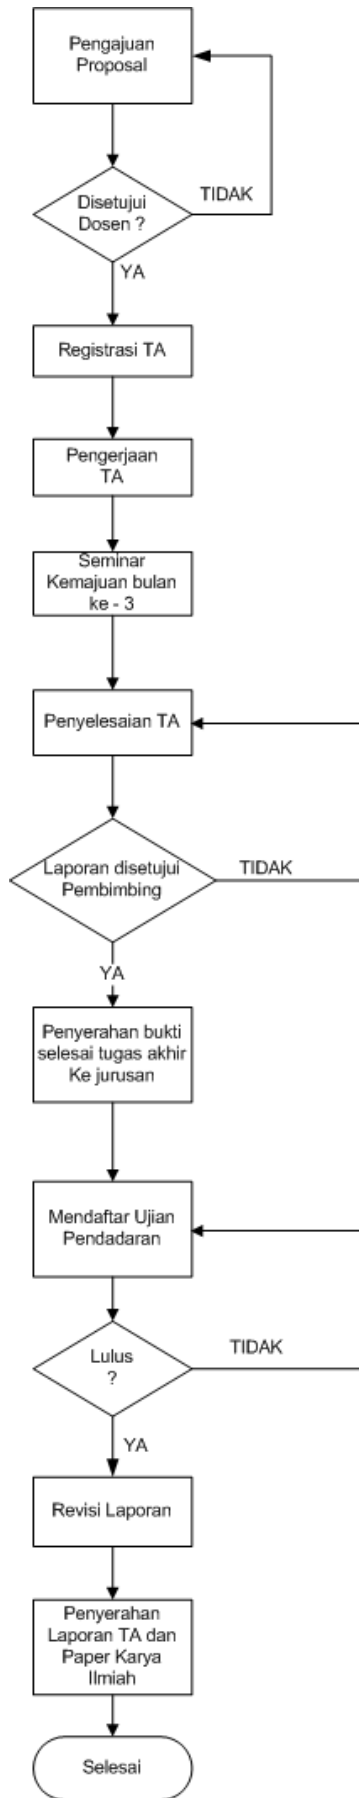 Pengajuan
Proposal
Disetujui
Dosen ?
TIDAK
YA
Registrasi TA
Pengerjaan
TA
Seminar
Kemajuan bulan
ke - 3
Penyelesaian TA
Laporan disetujui
Pembimbing
TIDAK
YA
Penyerahan bukti
selesai tugas akhir
Ke jurusan
Mendaftar Ujian
Pendadaran
Lulus
?
TIDAK
YA
Revisi Laporan
Penyerahan
Laporan TA dan
Paper Karya
Ilmiah
Selesai